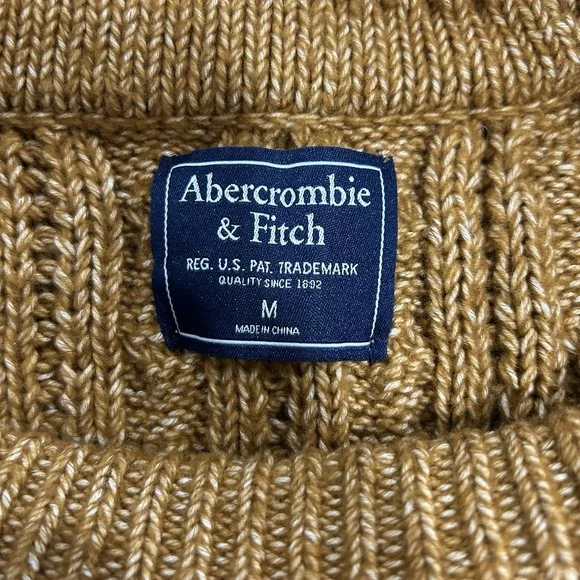 Abercrombie
& Fitch
REG. U.S. PAT. TRADEMARK
QUALITY SINCE 1892
M
MADE IN CHINA